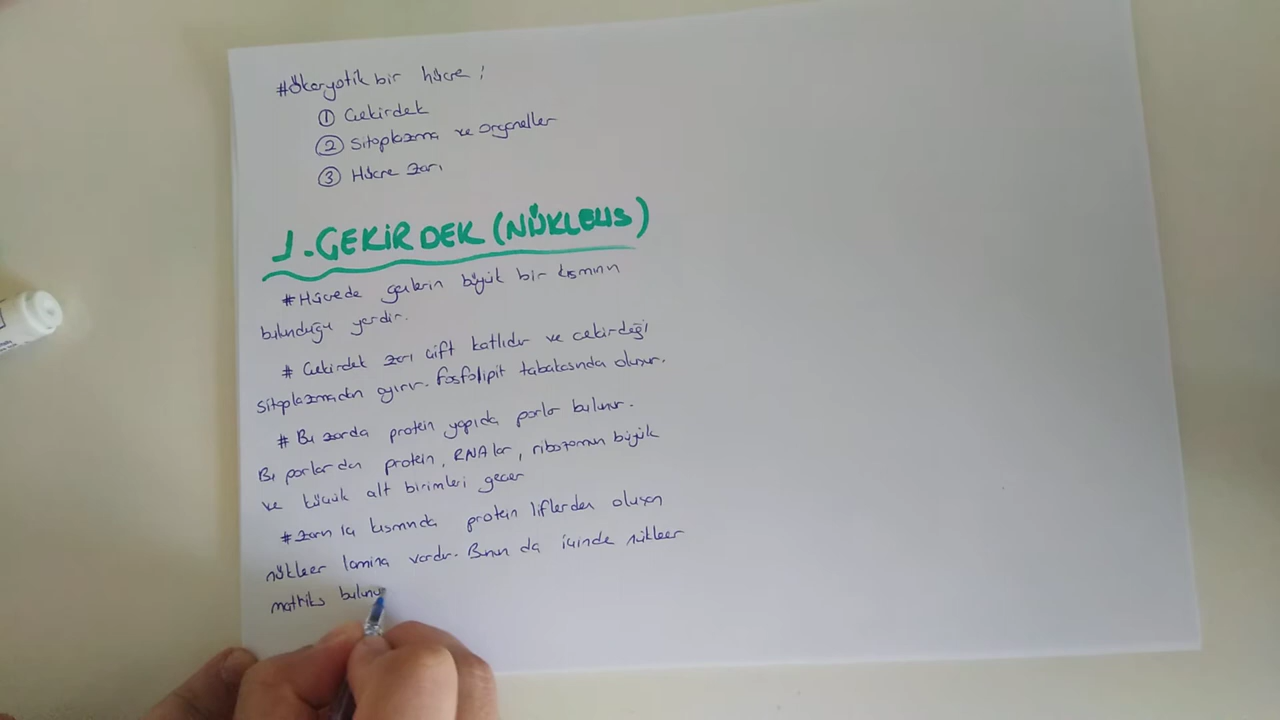 #Ökaryotik bir hücre:
① Çekirdek
② Sitoplazma ve organeller
③ Hücre zarı
1.ÇEKİRDEK (NÜKLEUS)
#Hücrede genlerin büyük bir kısmının
bulunduğu yerdir.
# Çekirdek zarı çift katlıdır ve çekirdeği
sitoplazmadan ayırır. Fosfolipit tabakasında oluşur.
# Bu zarda protein yapıda porlar bulunur.
Bu porlardan protein, RNAlar, ribozomun büyük
ve küçük alt birimleri geçer
# Zarın iç kısmında protein liflerden oluşan
nükleer lamina vardır. Bunun da içinde nükleer
matriks bulunu